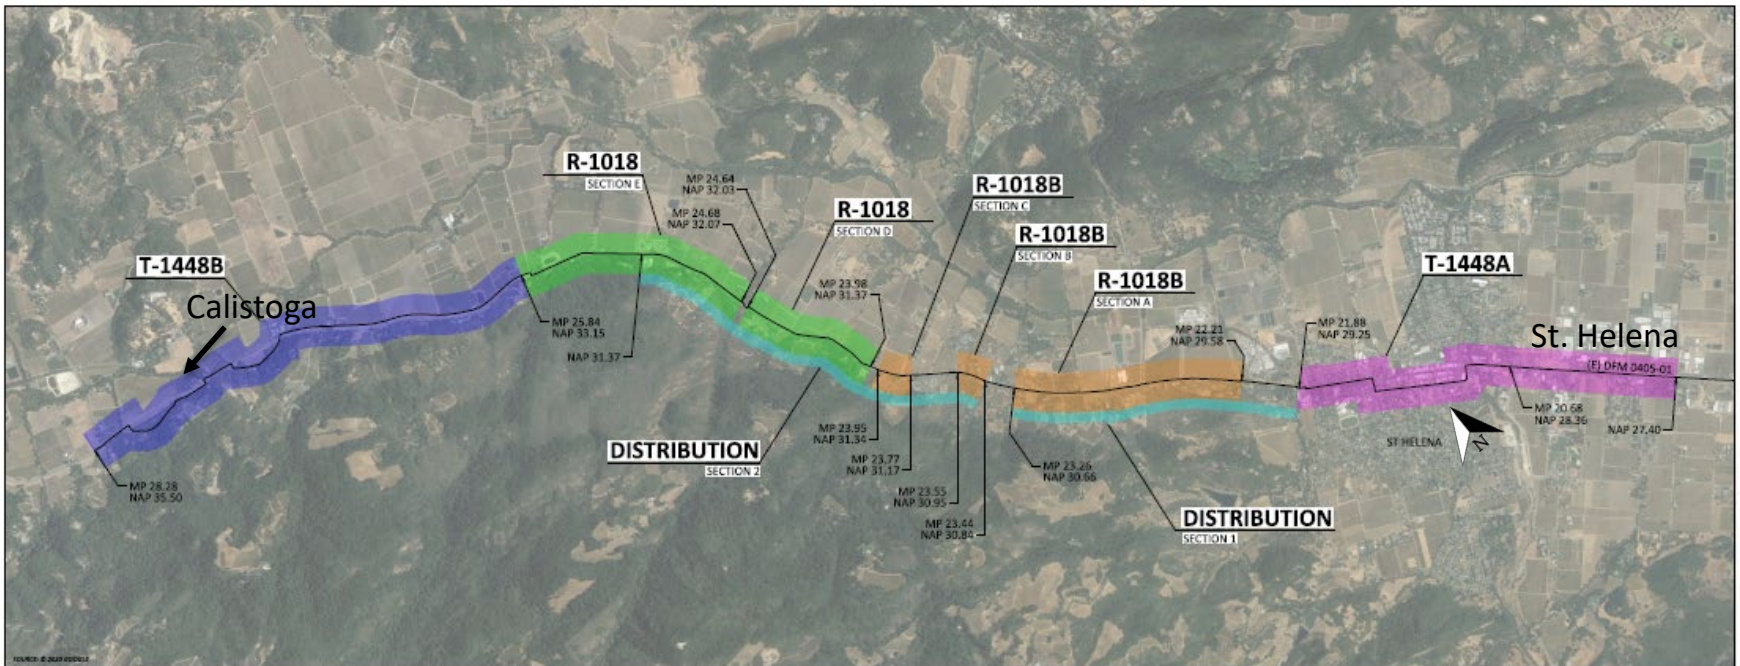 R-1018
SECTION E
MP 24.64
NAP 32.03
MP 24.68
NAP 32.07
R-1018
SECTION D
R-1018B
SECTION C
R-1018B
SECTION B
R-1018B
SECTION A
T-1448A
T-1448B
Calistoga
MP 23.98
NAP 31.37
MP 25.84
NAP 33.15
NAP 31.37
MP 22.21
NAP 29.58
MP 21.88
NAP 29.25
St. Helena
(E) DFM 0405-01
MP 20.68
NAP 28.36
NAP 27.40
ST HELENA
N
MP 23.95
NAP 31.34
MP 23.77
NAP 31.17
MP 23.55
NAP 30.95
MP 23.44
NAP 30.84
MP 23.26
NAP 30.66
DISTRIBUTION
SECTION 2
DISTRIBUTION
SECTION 1
MP 28.28
NAP 35.50